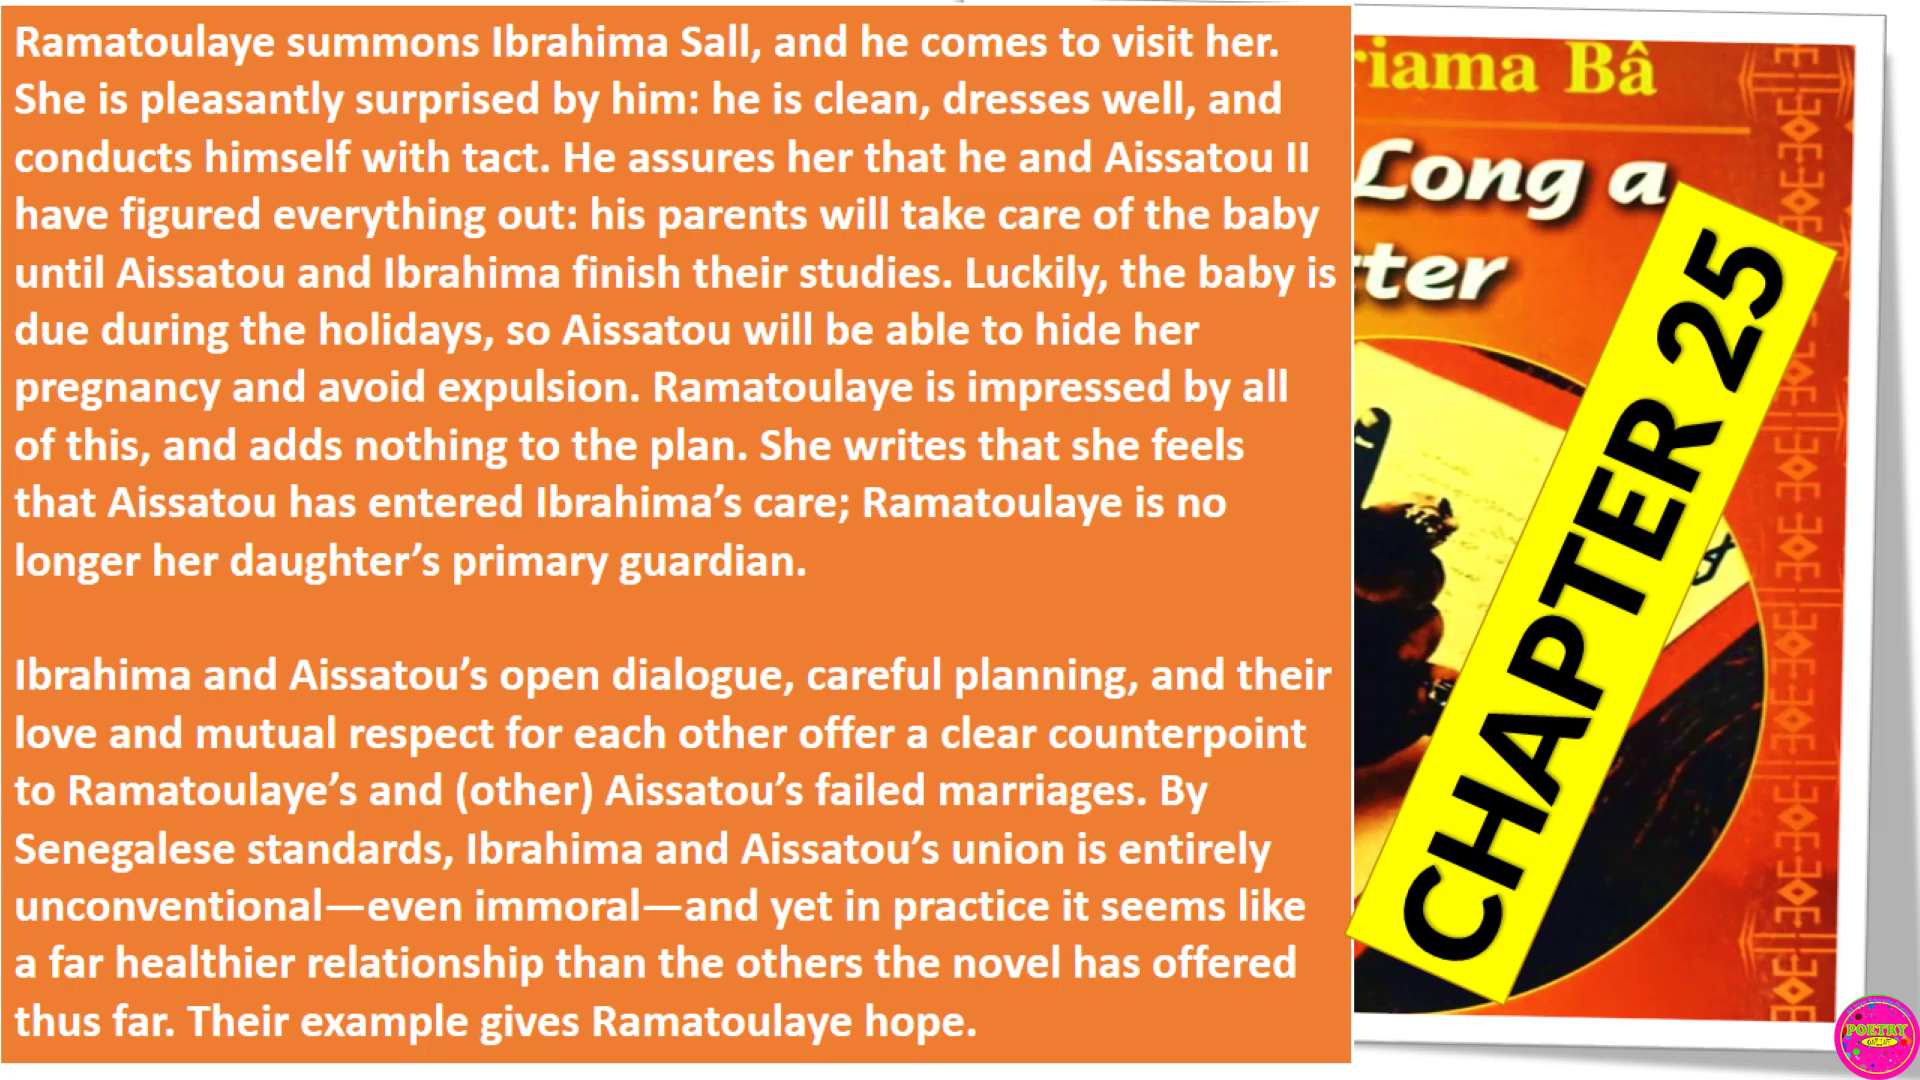 Ramatoulaye summons Ibrahima Sall, and he comes to visit her.
She is pleasantly surprised by him: he is clean, dresses well, and
conducts himself with tact. He assures her that he and Aissatou II
have figured everything out: his parents will take care of the baby
until Aissatou and Ibrahima finish their studies. Luckily, the baby is
due during the holidays, so Aissatou will be able to hide her
pregnancy and avoid expulsion. Ramatoulaye is impressed by all
of this, and adds nothing to the plan. She writes that she feels
that Aissatou has entered Ibrahima’s care; Ramatoulaye is no
longer her daughter’s primary guardian.
Ibrahima and Aissatou’s open dialogue, careful planning, and their
love and mutual respect for each other offer a clear counterpoint
to Ramatoulaye’s and (other) Aissatou’s failed marriages. By
Senegalese standards, Ibrahima and Aissatou’s union is entirely
unconventional—even immoral—and yet in practice it seems like
a far healthier relationship than the others the novel has offered
thus far. Their example gives Ramatoulaye hope.
riama Bâ
Long a
tter
CHAPTER 25
POETRY
ONLINE